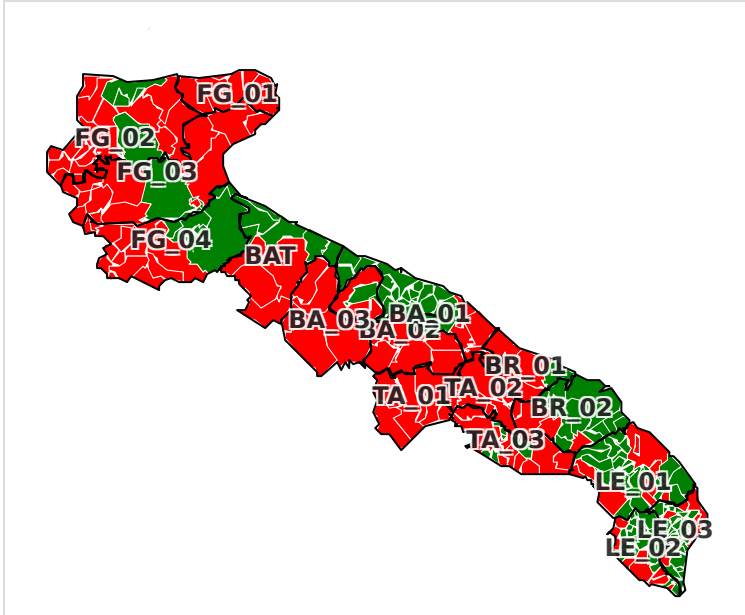 FG_01
FG_02
FG_03
FG_04
BAT
BA_01
BA_03
BA_02
BR_01
TA_02
TA_01
BR_02
TA_03
LE_01
LE_03
LE_02